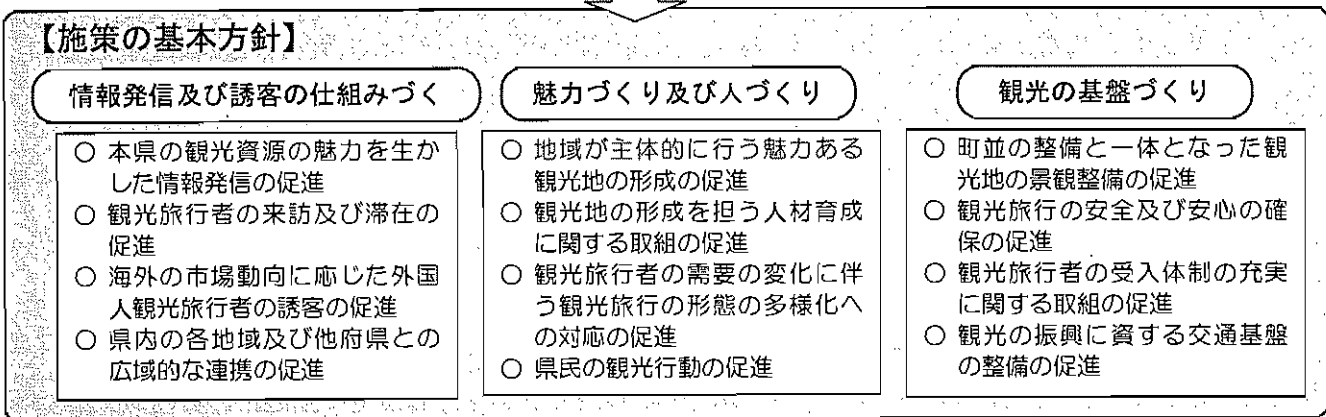 【施策の基本方針】
情報発信及び誘客の仕組みづく
○ 本県の観光資源の魅力を生か
した情報発信の促進
○ 観光旅行者の来訪及び滞在の
促進
○ 海外の市場動向に応じた外国
人観光旅行者の誘客の促進
○ 県内の各地域及び他府県との
広域的な連携の促進
魅力づくり及び人づくり
○ 地域が主体的に行う魅力ある
観光地の形成の促進
○ 観光地の形成を担う人材育成
に関する取組の促進
○ 観光旅行者の需要の変化に伴
う観光旅行の形態の多様化へ
の対応の促進
○ 県民の観光行動の促進
観光の基盤づくり
○ 町並の整備と一体となった観
光地の景観整備の促進
○ 観光旅行の安全及び安心の確
保の促進
○ 観光旅行者の受入体制の充実
に関する取組の促進
○ 観光の振興に資する交通基盤
の整備の促進